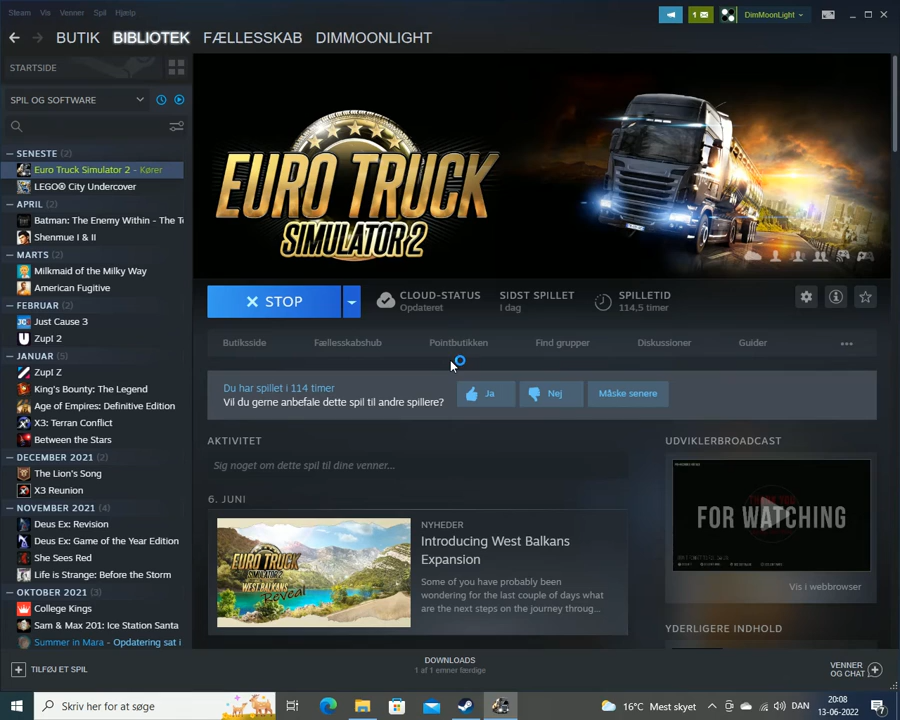 Steam Vis Venner Spil Hjælp
1
DimMoonLight
BUTIK BIBLIOTEK FÆLLESSKAB DIMMOONLIGHT
STARTSIDE
SPIL OG SOFTWARE
SENESTE (2)
Euro Truck Simulator 2 - Kører
LEGO® City Undercover
APRIL (2)
Batman: The Enemy Within - The T
Shenmue I & II
MARTS (2)
Milkmaid of the Milky Way
American Fugitive
FEBRUAR (2)
Just Cause 3
Zup! 2
JANUAR (5)
Zup! Z
King's Bounty: The Legend
Age of Empires: Definitive Edition
X3: Terran Conflict
Between the Stars
DECEMBER 2021 (2)
The Lion's Song
X3 Reunion
NOVEMBER 2021 (4)
Deus Ex: Revision
Deus Ex: Game of the Year Edition
She Sees Red
Life is Strange: Before the Storm
OKTOBER 2021 (3)
College Kings
Sam & Max 201: Ice Station Santa
Summer in Mara - Opdatering sat i
EURO TRUCK
SIMULATOR 2
STOP
CLOUD-STATUS
Opdateret
SIDST SPILLET
I dag
SPILLETID
114,5 timer
Butiksside Fællesskabshub Pointbutikken Find grupper Diskussioner Guider
Du har spillet i 114 timer
Vil du gerne anbefale dette spil til andre spillere?
Ja
Nej
Måske senere
AKTIVITET
Sig noget om dette spil til dine venner...
6. JUNI
EURO TRUCK
WEST BALKANS
Reveal
NYHEDER
Introducing West Balkans
Expansion
Some of you have probably been
wondering for the last couple of days what
are the next steps on the journey throug...
UDVIKLERBROADCAST
THANK YOU
FOR WATCHING
Vis i webbrowser
YDERLIGERE INDHOLD
TILFØJ ET SPIL
DOWNLOADS
1 af 1 emner færdige
VENNER
OG CHAT
Skriv her for at søge
16°C Mest skyet
DAN
20:08
13-06-2022
7